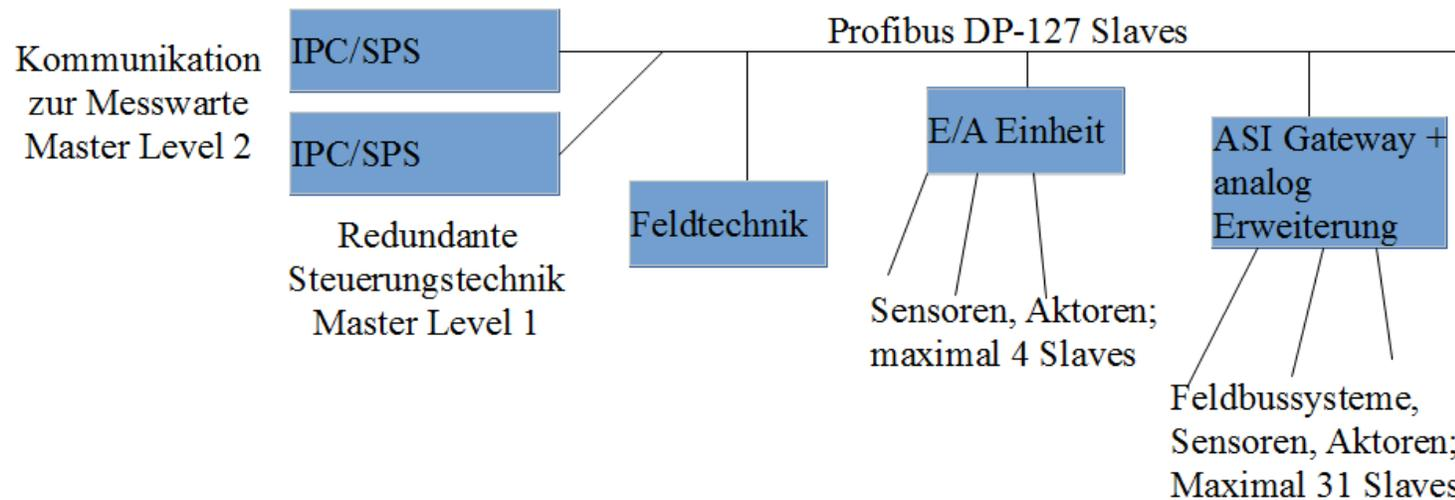 Kommunikation
zur Messwarte
Master Level 2
IPC/SPS
IPC/SPS
Redundante
Steuerungstechnik
Master Level 1
Profibus DP-127 Slaves
Feldtechnik
E/A Einheit
Sensoren, Aktoren;
maximal 4 Slaves
ASI Gateway +
analog
Erweiterung
Feldbussysteme,
Sensoren, Aktoren;
Maximal 31 Slaves